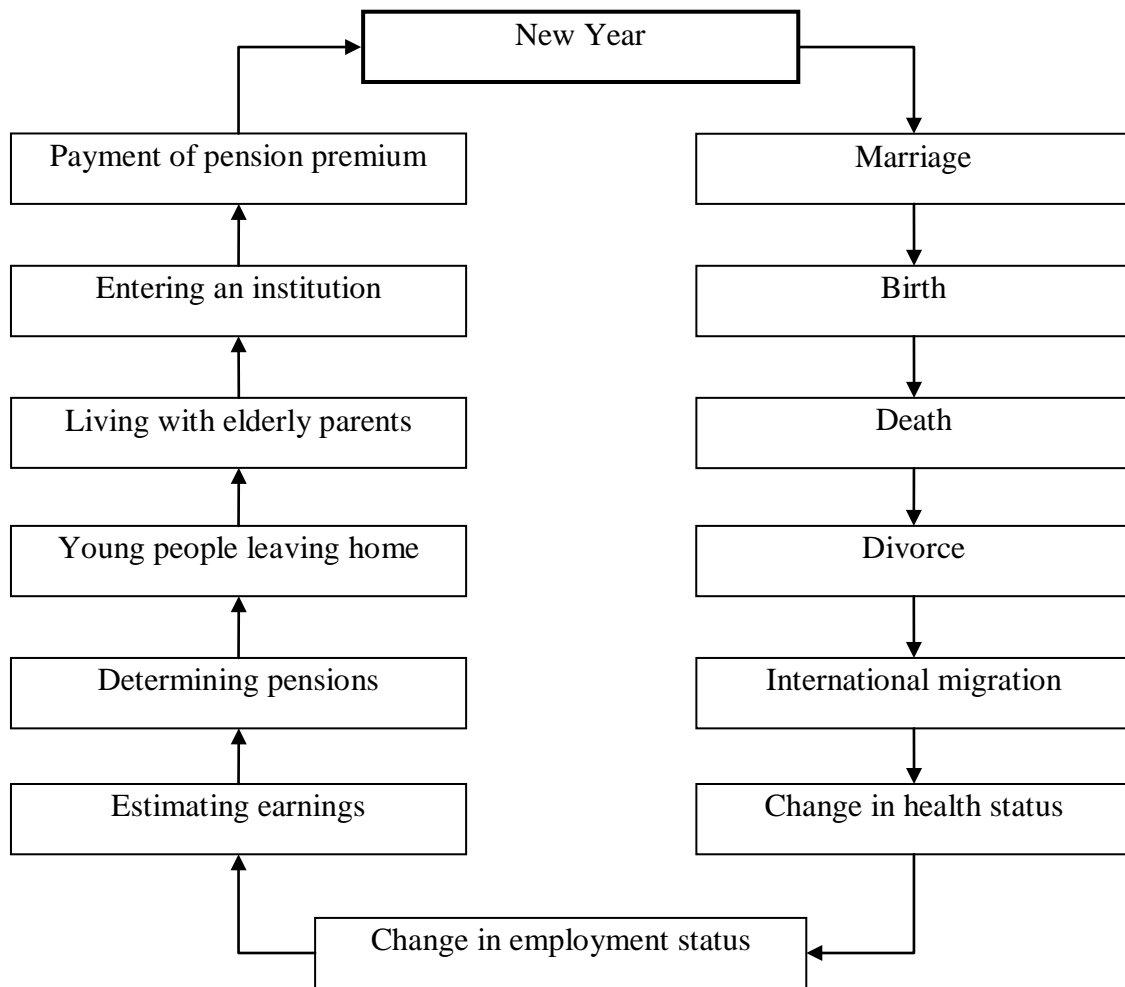 New Year
Payment of pension premium
Marriage
Entering an institution
Birth
Living with elderly parents
Death
Young people leaving home
Divorce
Determining pensions
International migration
Estimating earnings
Change in health status
Change in employment status